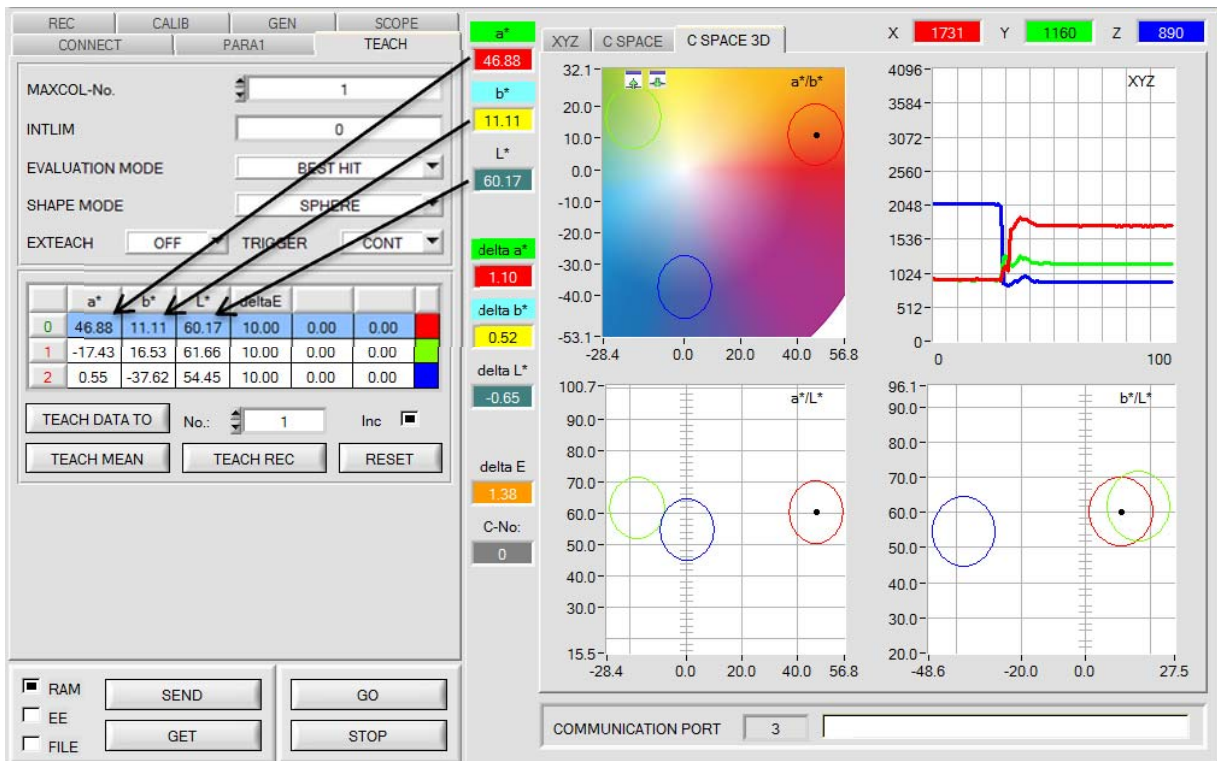 REC CALIB GEN SCOPE
CONNECT PARA1 TEACH
MAXCOL-No. 1
INTLIM 0
EVALUATION MODE BEST HIT
SHAPE MODE SPHERE
EXTEACH OFF TRIGGER CONT
a* b* L* deltaE
0 46.88 11.11 60.17 10.00 0.00 0.00
1 -17.43 16.53 61.66 10.00 0.00 0.00
2 0.55 -37.62 54.45 10.00 0.00 0.00
TEACH DATA TO No.: 1 Inc
TEACH MEAN TEACH REC RESET
RAM SEND GO
EE
FILE GET STOP
a*
46.88
b*
11.11
L*
60.17
delta a*
1.10
delta b*
0.52
delta L*
-0.65
delta E
1.38
C-No:
0
XYZ C SPACE C SPACE 3D
X 1731 Y 1160 Z 890
a*/b*
32.1
20.0
10.0
0.0
-10.0
-20.0
-30.0
-40.0
-53.1
-28.4 0.0 20.0 40.0 56.8
XYZ
4096
3584
3072
2560
2048
1536
1024
512
0
0 100
a*/L*
100.7
90.0
80.0
70.0
60.0
50.0
40.0
30.0
15.5
-28.4 0.0 20.0 40.0 56.8
b*/L*
96.1
90.0
80.0
70.0
60.0
50.0
40.0
30.0
20.0
-48.6 -20.0 0.0 27.5
COMMUNICATION PORT 3